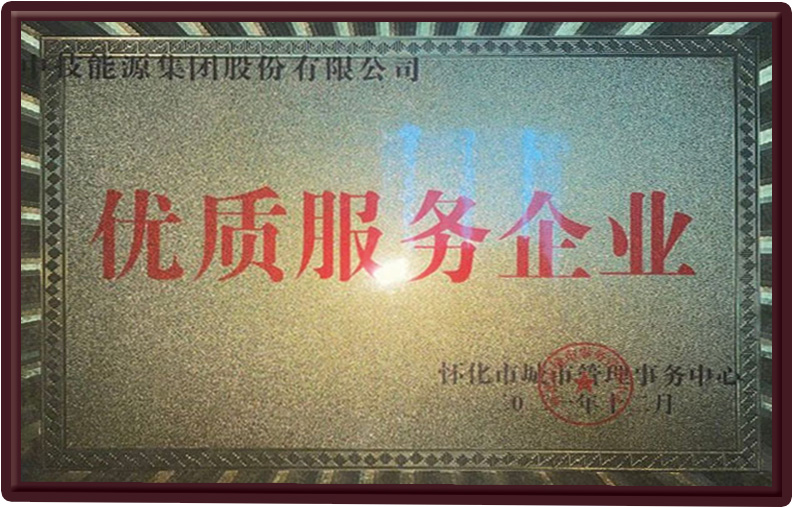 中技能源集团股份有限公司
优质服务企业
怀化市城市管理事务中心
年十二月